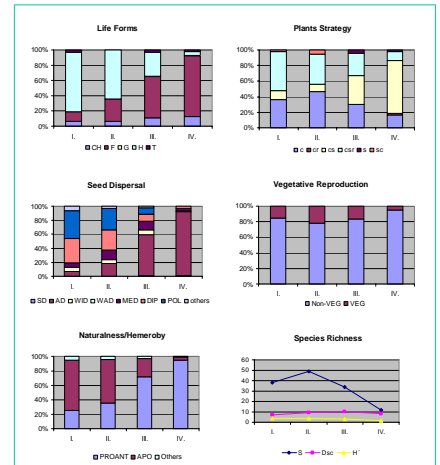 Life Forms
100%
80%
60%
40%
20%
0%
I. II. III. IV.
CH F G H T
Plants Strategy
100%
80%
60%
40%
20%
0%
I. II. III. IV.
c cr cs csr s sc
Seed Dispersal
100%
80%
60%
40%
20%
0%
I. II. III. IV.
SD AD WID WAD MED DIP POL others
Vegetative Reproduction
100%
80%
60%
40%
20%
0%
I. II. III. IV.
Non-VEG VEG
Naturalness/Hemeroby
100%
80%
60%
40%
20%
0%
I. II. III. IV.
PROANT APO Others
Species Richness
60
50
40
30
20
10
0
I. II. III. IV.
S Dsc H´